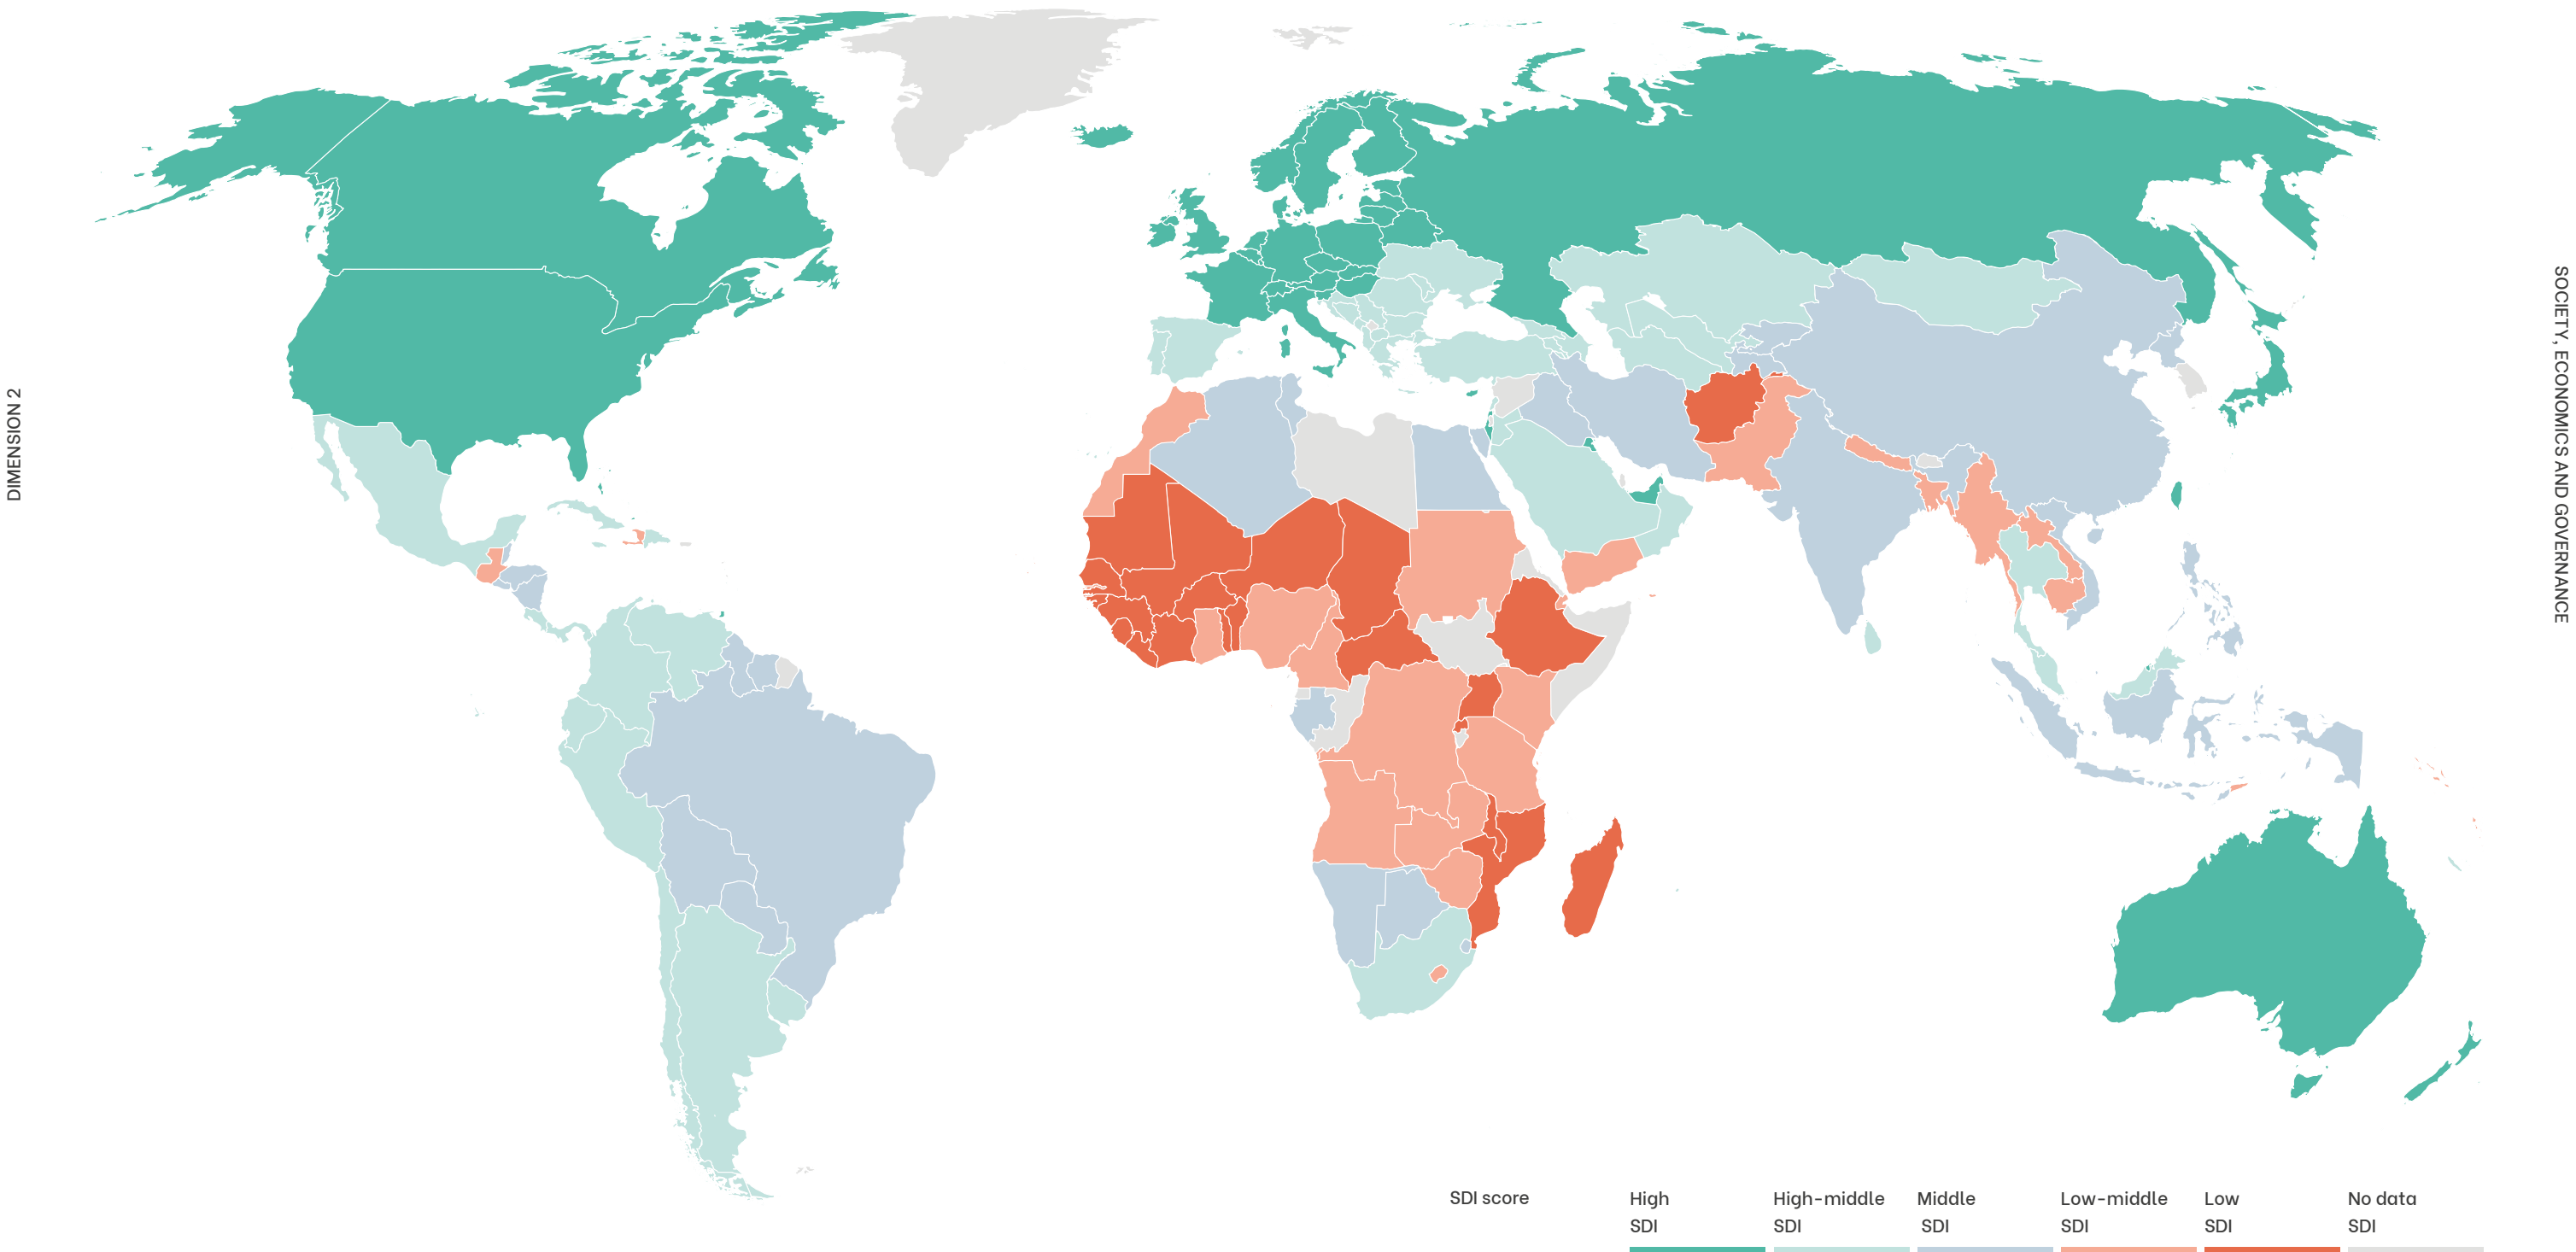 DIMENSION 2
SOCIETY, ECONOMICS AND GOVERNANCE
SDI score
High
SDI
High-middle
SDI
Middle
SDI
Low-middle
SDI
Low
SDI
No data
SDI